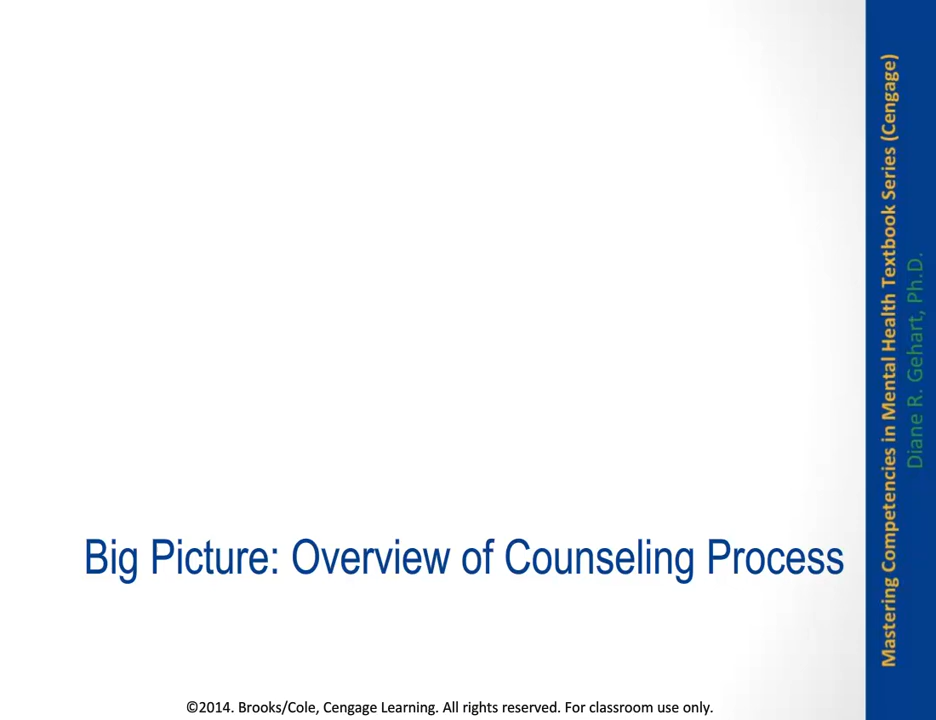 Big Picture: Overview of Counseling Process
©2014. Brooks/Cole, Cengage Learning. All rights reserved. For classroom use only.
Mastering Competencies in Mental Health Textbook Series (Cengage)
Diane R. Gehart, Ph.D.